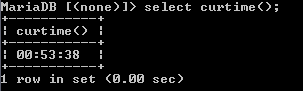 MariaDB [(none)]> select curtime();
+-----------+
| curtime() |
+-----------+
| 00:53:38  |
+-----------+
1 row in set (0.00 sec)